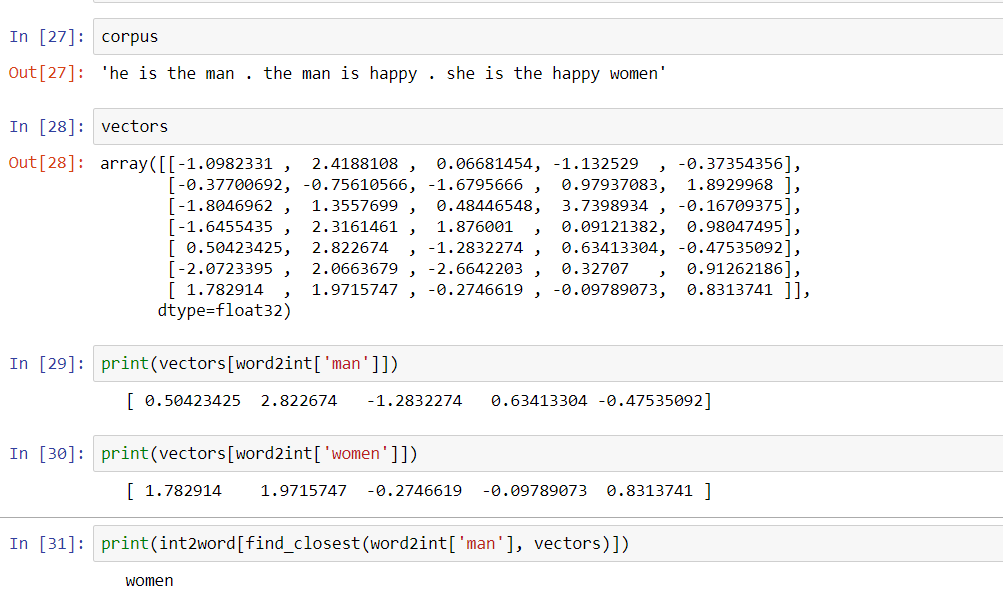 In [27]: corpus
Out[27]: 'he is the man . the man is happy . she is the happy women'
In [28]: vectors
Out[28]: array([[-1.0982331 ,  2.4188108 ,  0.06681454, -1.132529  , -0.37354356],
[-0.37700692, -0.75610566, -1.6795666 ,  0.97937083,  1.8929968 ],
[-1.8046962 ,  1.3557699 ,  0.48446548,  3.7398934 , -0.16709375],
[-1.6455435 ,  2.3161461 ,  1.876001  ,  0.09121382,  0.98047495],
[ 0.50423425,  2.822674  , -1.2832274 ,  0.63413304, -0.47535092],
[-2.0723395 ,  2.0663679 , -2.6642203 ,  0.32707   ,  0.91262186],
[ 1.782914  ,  1.9715747 , -0.2746619 , -0.09789073,  0.8313741 ]],
dtype=float32)
In [29]: print(vectors[word2int['man']])
[ 0.50423425  2.822674   -1.2832274   0.63413304 -0.47535092]
In [30]: print(vectors[word2int['women']])
[ 1.782914    1.9715747  -0.2746619  -0.09789073  0.8313741 ]
In [31]: print(int2word[find_closest(word2int['man'], vectors)])
women